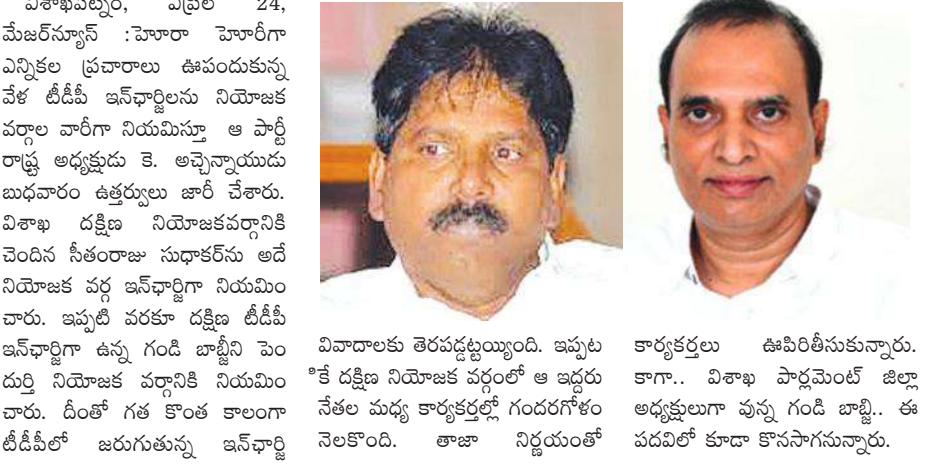 విశాఖపట్నం, ఏప్రిల్ 24,
మేజర్‌న్యూస్ :హెూరా హెూరీగా
ఎన్నికల ప్రచారాలు ఊపందుకున్న
వేళ టీడీపీ ఇన్‌ఛార్జిలను నియోజక
వర్గాల వారీగా నియమిస్తూ ఆ పార్టీ
రాష్ట్ర అధ్యక్షుడు కె. అచ్చెన్నాయుడు
బుధవారం ఉత్తర్వులు జారీ చేశారు.
విశాఖ దక్షిణ నియోజకవర్గానికి
చెందిన సీతంరాజు సుధాకర్‌ను అదే
నియోజక వర్గ ఇన్‌ఛార్జిగా నియమిం
చారు. ఇప్పటి వరకూ దక్షిణ టీడీపీ
ఇన్‌ఛార్జిగా ఉన్న గండి బాబ్జీని పెం
దుర్తి నియోజక వర్గానికి నియమిం
చారు. దీంతో గత కొంత కాలంగా
టీడీపీలో జరుగుతున్న ఇన్‌ఛార్జి
వివాదాలకు తెరపడ్డట్టయ్యింది. ఇప్పట
ికే దక్షిణ నియోజక వర్గంలో ఆ ఇద్దరు
నేతల మధ్య కార్యకర్తల్లో గందరగోళం
నెలకొంది. తాజా నిర్ణయంతో
కార్యకర్తలు ఊపిరితీసుకున్నారు.
కాగా.. విశాఖ పార్లమెంట్ జిల్లా
అధ్యక్షులుగా వున్న గండి బాబ్జి.. ఈ
పదవిలో కూడా కొనసాగనున్నారు.